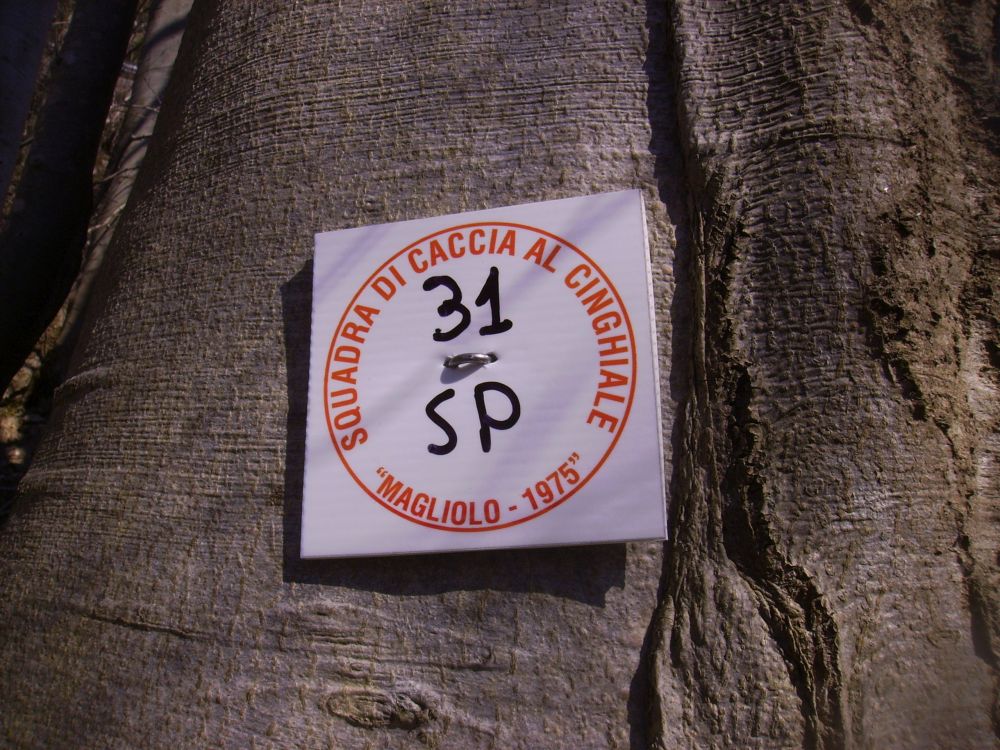 SQUADRA DI CACCIA AL CINGHIALE
31
SP
"MAGLIOLO - 1975"